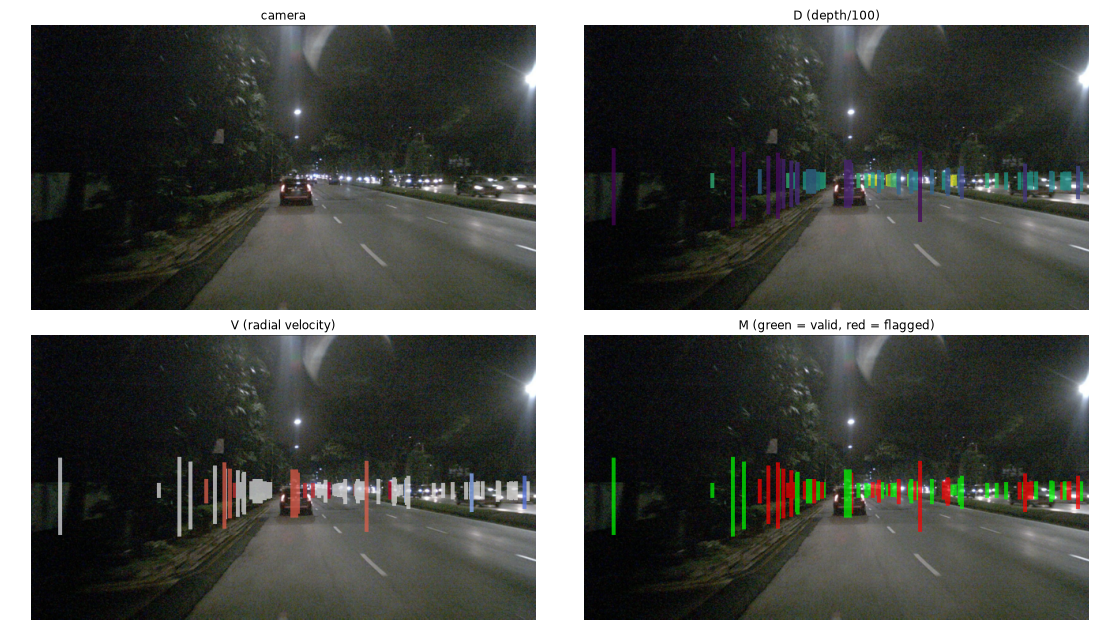 camera
D (depth/100)
V (radial velocity)
M (green = valid, red = flagged)